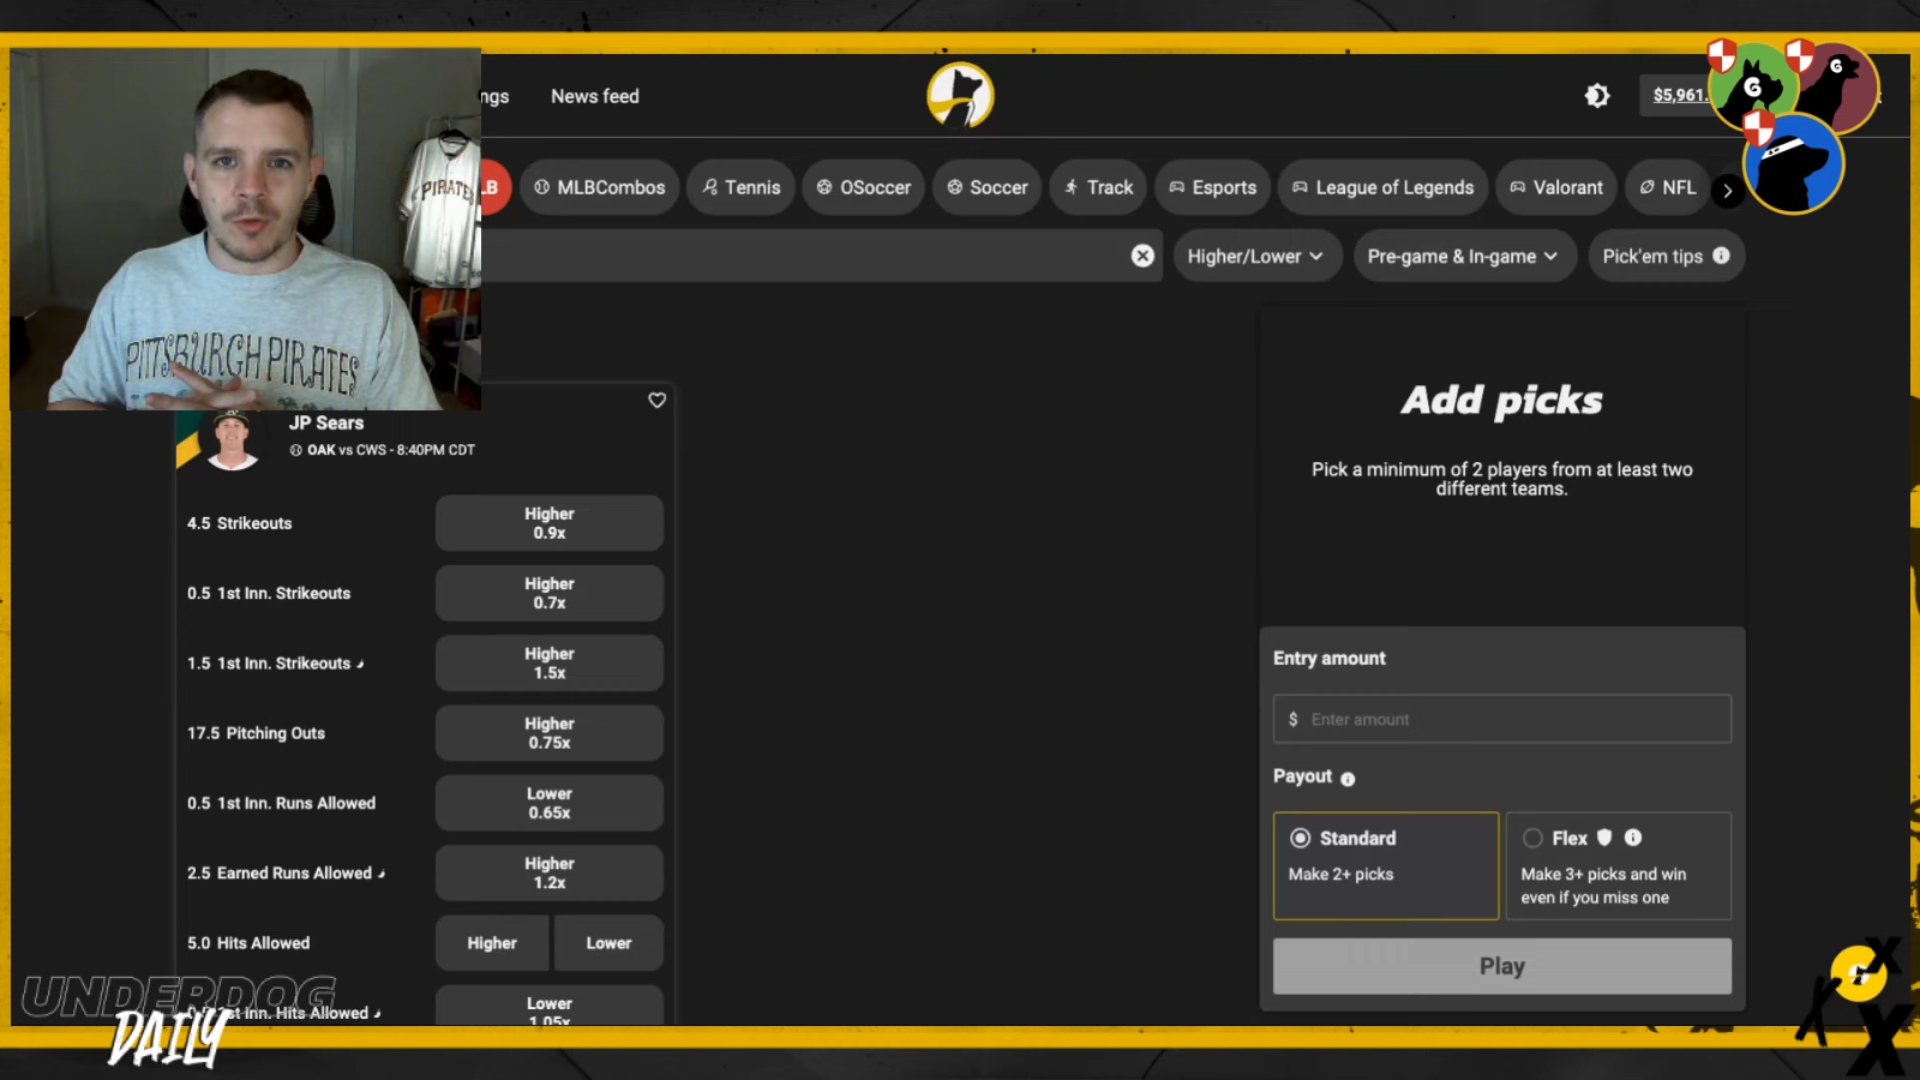 ngs
News feed
$5,961.
LB
MLBCombos
Tennis
OSoccer
Soccer
Track
Esports
League of Legends
Valorant
NFL
Higher/Lower
Pre-game & In-game
Pick'em tips
PIRATES
PITTSBURGH PIRATES
JP Sears
OAK vs CWS - 8:40PM CDT
4.5 Strikeouts
Higher
0.9x
0.5 1st Inn. Strikeouts
Higher
0.7x
1.5 1st Inn. Strikeouts
Higher
1.5x
17.5 Pitching Outs
Higher
0.75x
0.5 1st Inn. Runs Allowed
Lower
0.65x
2.5 Earned Runs Allowed
Higher
1.2x
5.0 Hits Allowed
Higher
Lower
st Inn. Hits Allowed
Lower
1.05x
Add picks
Pick a minimum of 2 players from at least two
different teams.
Entry amount
$ Enter amount
Payout
Standard
Make 2+ picks
Flex
Make 3+ picks and win
even if you miss one
Play
UNDERDOG
DAILY
G
G